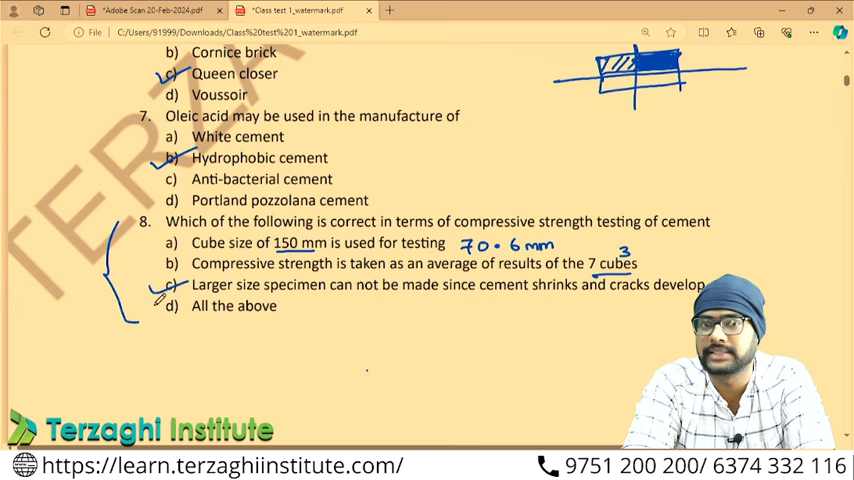 *Adobe Scan 20-Feb-2024.pdf
*Class test 1_watermark.pdf
File
C:/Users/91999/Downloads/Class%20test%201_watermark.pdf
b) Cornice brick
c) Queen closer
d) Voussoir
7. Oleic acid may be used in the manufacture of
a) White cement
b) Hydrophobic cement
c) Anti-bacterial cement
d) Portland pozzolana cement
8. Which of the following is correct in terms of compressive strength testing of cement
a) Cube size of 150 mm is used for testing 70.6 mm
3
b) Compressive strength is taken as an average of results of the 7 cubes
c) Larger size specimen can not be made since cement shrinks and cracks develop
d) All the above
TERZA
Terzaghi Institute
https://learn.terzaghiinstitute.com/
9751 200 200/ 6374 332 116